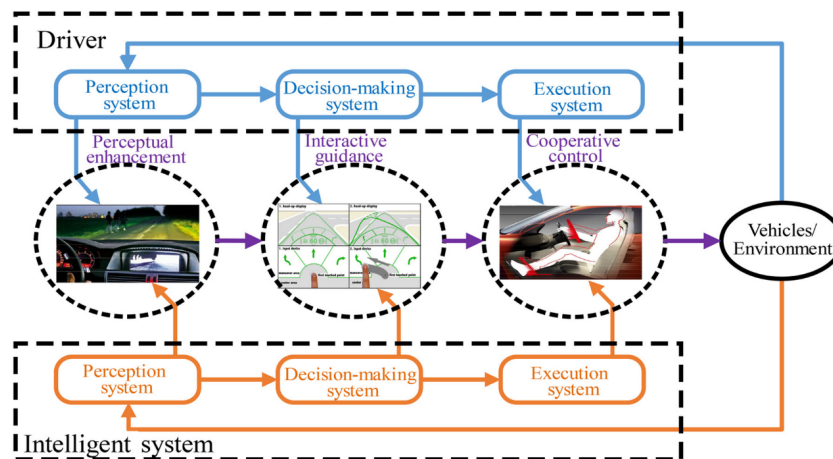 Driver
Perception
system
Decision-making
system
Execution
system
Perceptual
enhancement
Interactive
guidance
Cooperative
control
Vehicles/
Environment
Perception
system
Decision-making
system
Execution
system
Intelligent system